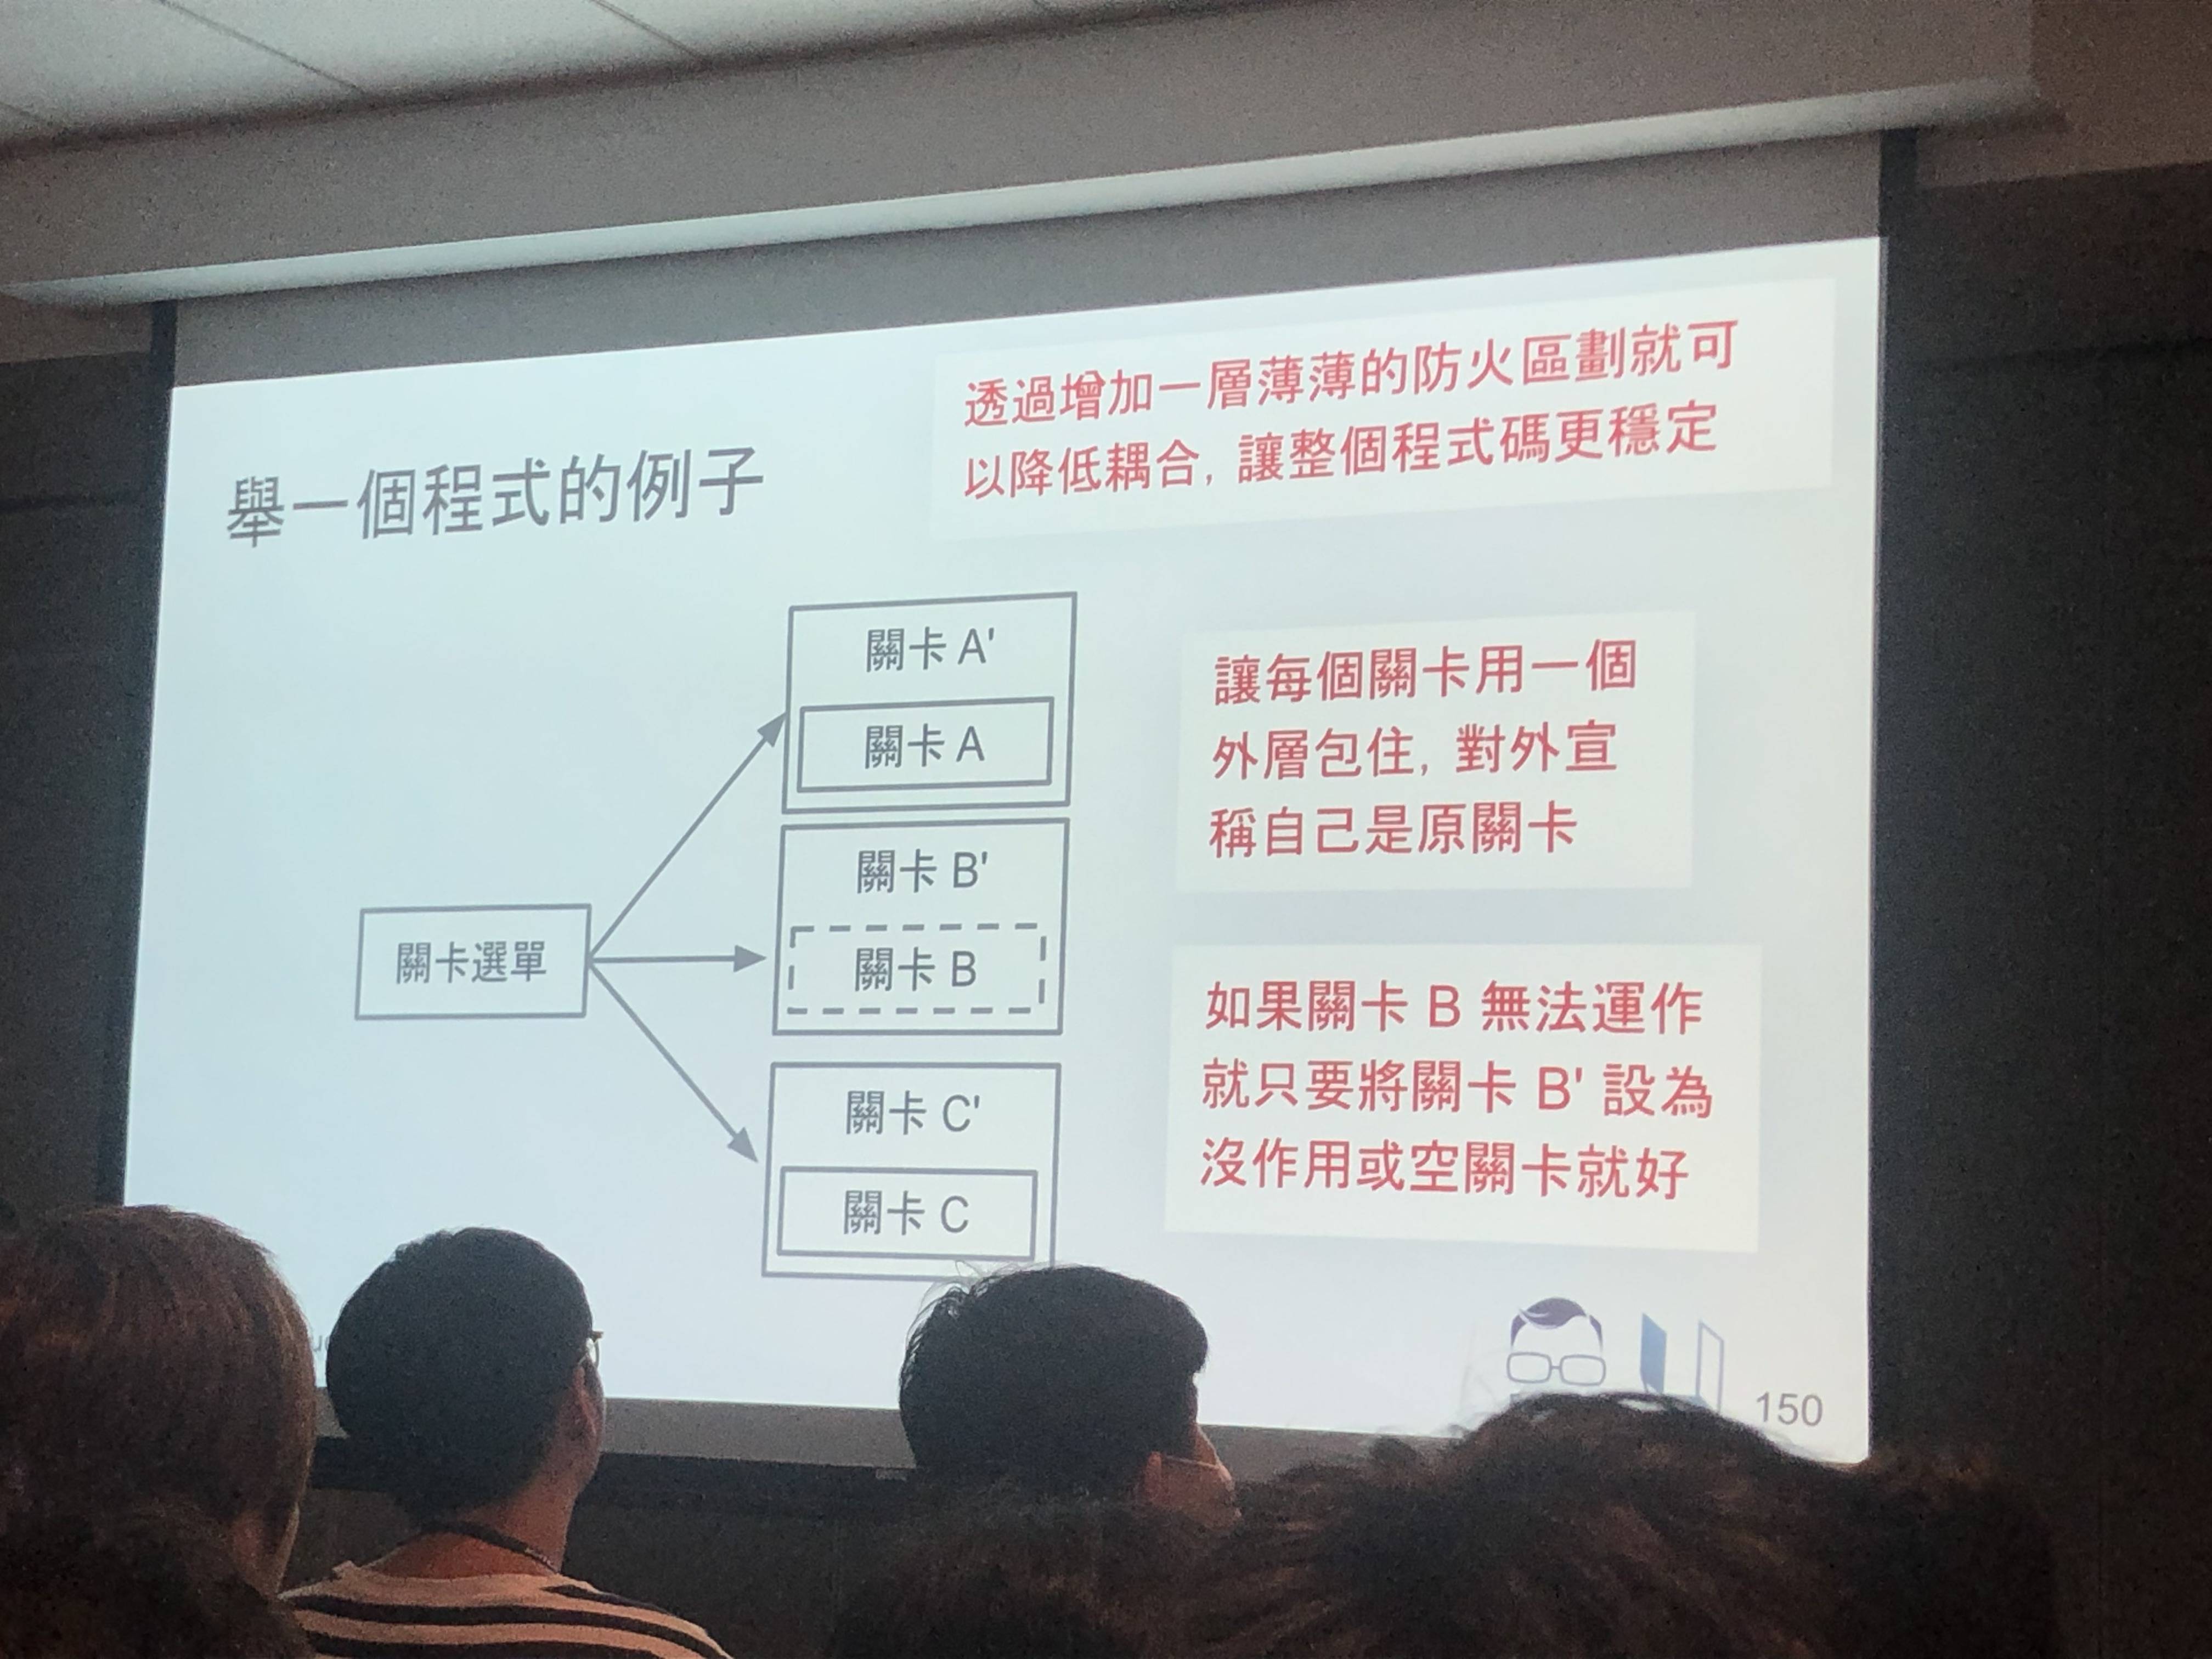 舉一個程式的例子
透過增加一層薄薄的防火區劃就可
以降低耦合, 讓整個程式碼更穩定
關卡選單
關卡 A'
關卡 A
關卡 B'
關卡 B
關卡 C'
關卡 C
讓每個關卡用一個
外層包住, 對外宣
稱自己是原關卡
如果關卡 B 無法運作
就只要將關卡 B' 設為
沒作用或空關卡就好
150